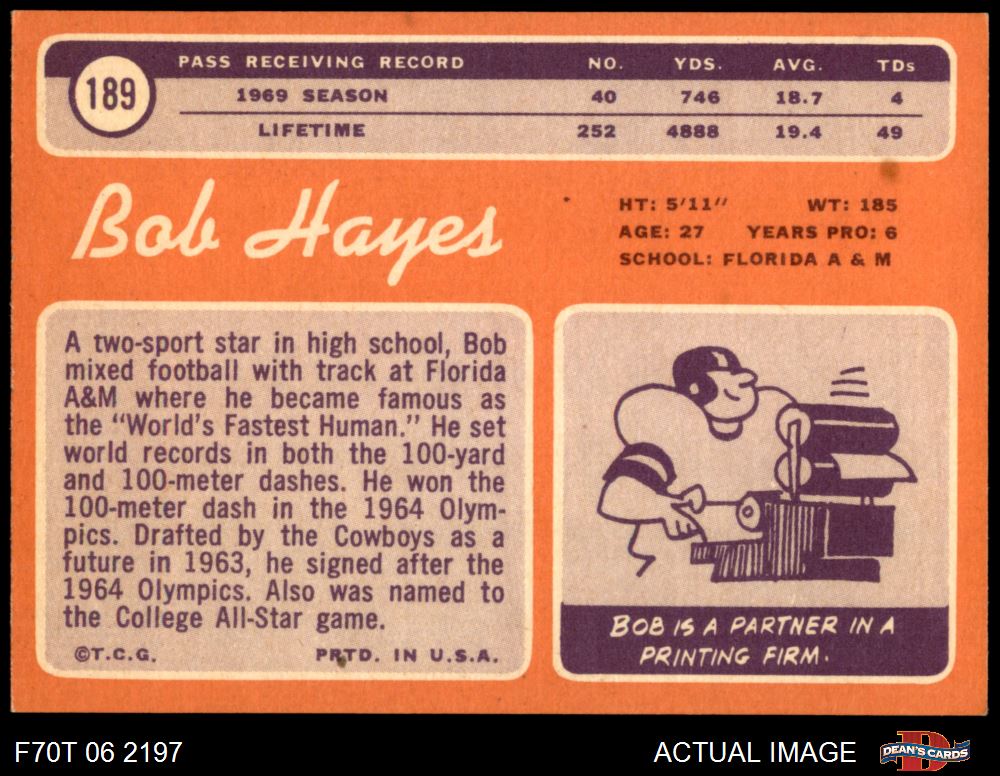 189
PASS RECEIVING RECORD NO. YDS. AVG. TDs
1969 SEASON 40 746 18.7 4
LIFETIME 252 4888 19.4 49
Bob Hayes
HT: 5'11" WT: 185
AGE: 27 YEARS PRO: 6
SCHOOL: FLORIDA A & M
A two-sport star in high school, Bob
mixed football with track at Florida
A&M where he became famous as
the "World's Fastest Human." He set
world records in both the 100-yard
and 100-meter dashes. He won the
100-meter dash in the 1964 Olym-
pics. Drafted by the Cowboys as a
future in 1963, he signed after the
1964 Olympics. Also was named to
the College All-Star game.
©T.C.G. PRTD. IN U.S.A.
BOB IS A PARTNER IN A
PRINTING FIRM.
F70T 06 2197 ACTUAL IMAGE D DEAN'S CARDS